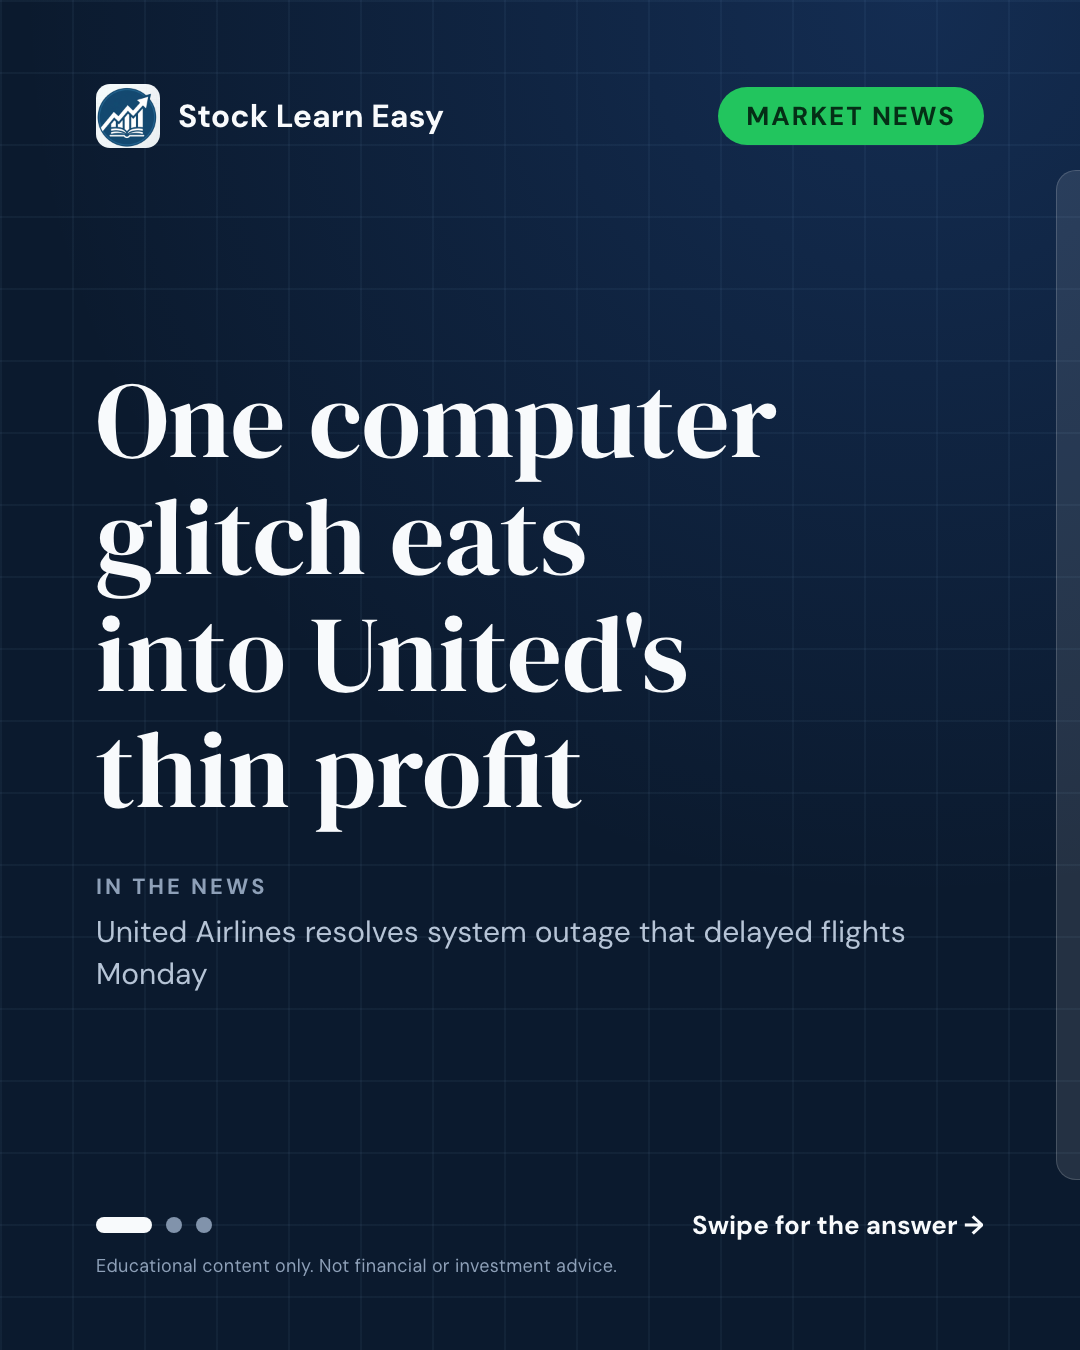 Stock Learn Easy
MARKET NEWS
One computer
glitch eats
into United's
thin profit
IN THE NEWS
United Airlines resolves system outage that delayed flights
Monday
Swipe for the answer →
Educational content only. Not financial or investment advice.